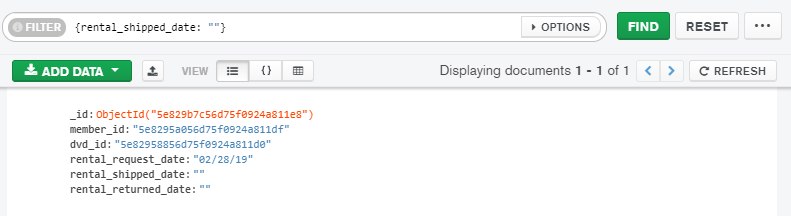 FILTER {rental_shipped_date: ""} OPTIONS FIND RESET ...
ADD DATA VIEW {} Displaying documents 1 - 1 of 1 < > REFRESH
_id: ObjectId("5e829b7c56d75f0924a811e8")
member_id: "5e8295a056d75f0924a811df"
dvd_id: "5e82958856d75f0924a811d0"
rental_request_date: "02/28/19"
rental_shipped_date: ""
rental_returned_date: ""